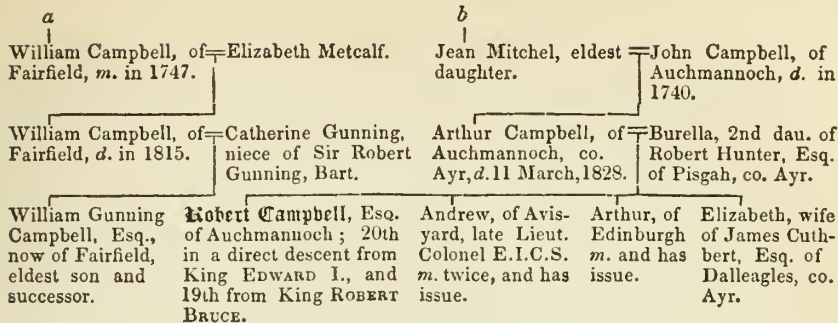 a
William Campbell, of Fairfield, m. in 1747.
Elizabeth Metcalf.
b
Jean Mitchel, eldest daughter.
John Campbell, of Auchmannoch, d. in 1740.
William Campbell, of Fairfield, d. in 1815.
Catherine Gunning, niece of Sir Robert Gunning, Bart.
Arthur Campbell, of Auchmannoch, co. Ayr, d. 11 March, 1828.
Burella, 2nd dau. of Robert Hunter, Esq. of Pisgah, co. Ayr.
William Gunning
Campbell, Esq.,
now of Fairfield,
eldest son and
successor.
Robert Campbell, Esq.
of Auchmannoch; 20th
in a direct descent from
King EDWARD I., and
19th from King ROBERT
BRUCE.
Andrew, of Avis-
yard, late Lieut.
Colonel E.I.C.S.
m. twice, and has
issue.
Arthur, of
Edinburgh
m. and has
issue.
Elizabeth, wife
of James Cuth-
bert, Esq. of
Dalleagles, co.
Ayr.